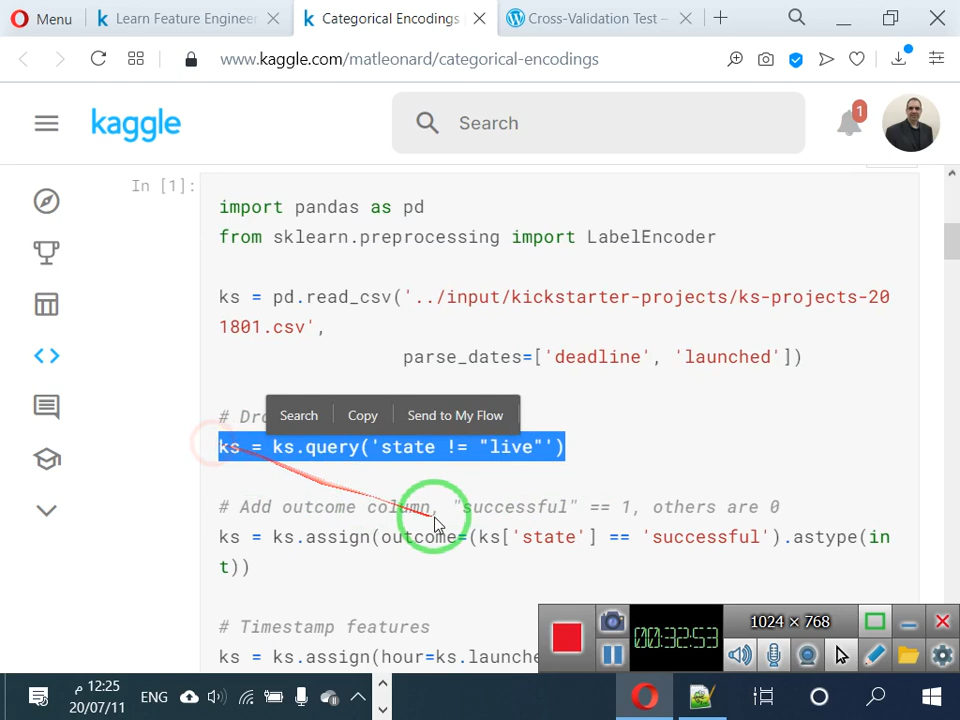 Menu
Learn Feature Engineer
Categorical Encodings
Cross-Validation Test –
www.kaggle.com/matleonard/categorical-encodings
kaggle
Search
1
In [1]:
import pandas as pd
from sklearn.preprocessing import LabelEncoder
ks = pd.read_csv('../input/kickstarter-projects/ks-projects-20
1801.csv',
parse_dates=['deadline', 'launched'])
# Dro
Search
Copy
Send to My Flow
ks = ks.query('state != "live"')
# Add outcome column, "successful" == 1, others are 0
ks = ks.assign(outcome=(ks['state'] == 'successful').astype(in
t))
# Timestamp features
ks = ks.assign(hour=ks.launche
00:32:53
1024 × 768
12:25 م
ENG
20/07/11